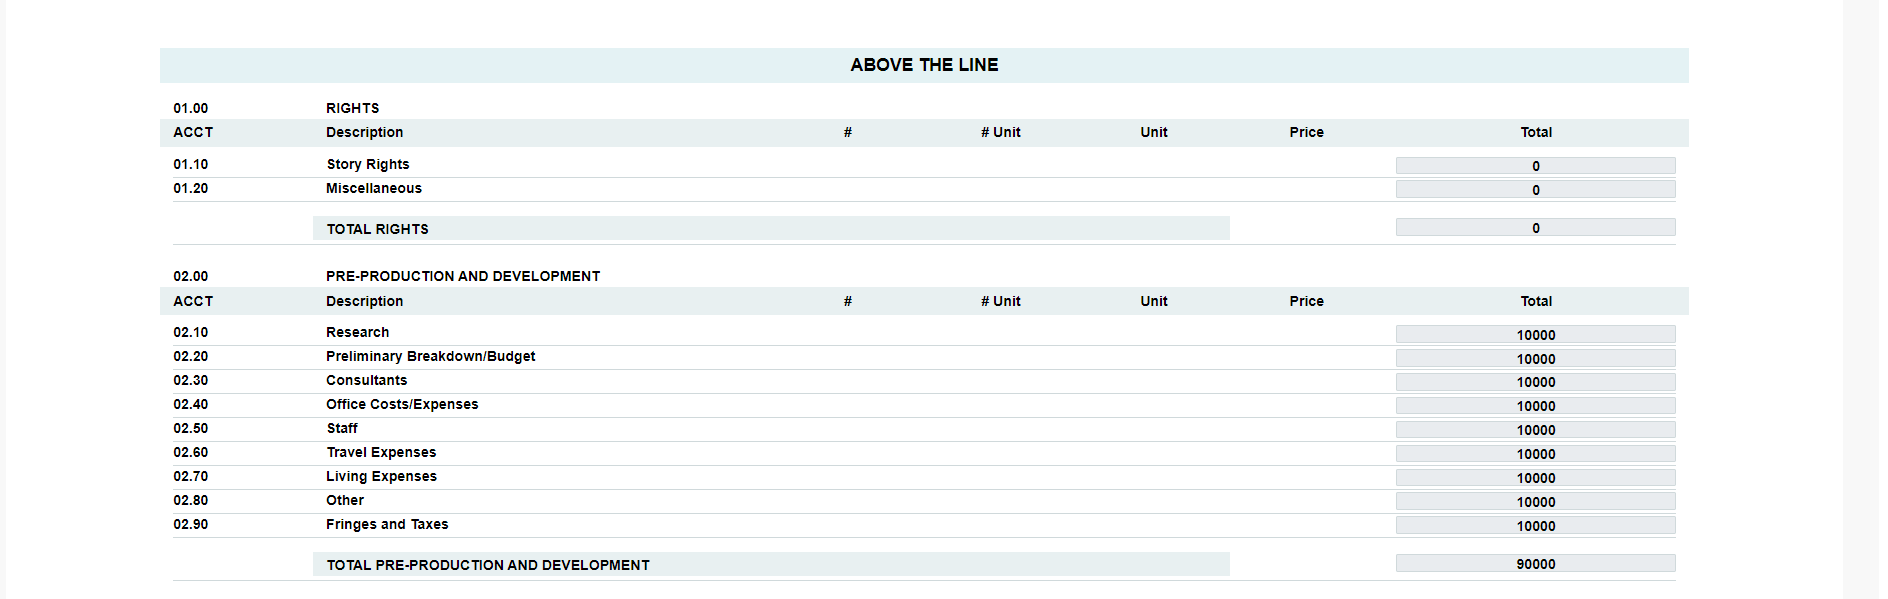 ABOVE THE LINE
01.00 RIGHTS
ACCT Description # # Unit Unit Price Total
01.10 Story Rights 0
01.20 Miscellaneous 0
TOTAL RIGHTS 0
02.00 PRE-PRODUCTION AND DEVELOPMENT
ACCT Description # # Unit Unit Price Total
02.10 Research 10000
02.20 Preliminary Breakdown/Budget 10000
02.30 Consultants 10000
02.40 Office Costs/Expenses 10000
02.50 Staff 10000
02.60 Travel Expenses 10000
02.70 Living Expenses 10000
02.80 Other 10000
02.90 Fringes and Taxes 10000
TOTAL PRE-PRODUCTION AND DEVELOPMENT 90000